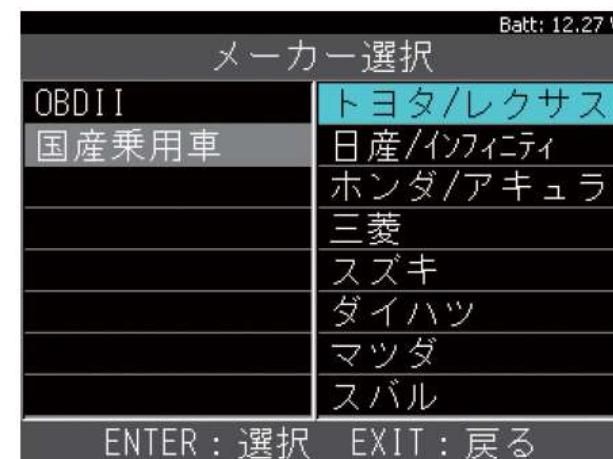 Batt: 12.27 V
メーカー選択
OBDII
国産乗用車
トヨタ/レクサス
日産/インフィニティ
ホンダ/アキュラ
三菱
スズキ
ダイハツ
マツダ
スバル
ENTER：選択 EXIT：戻る